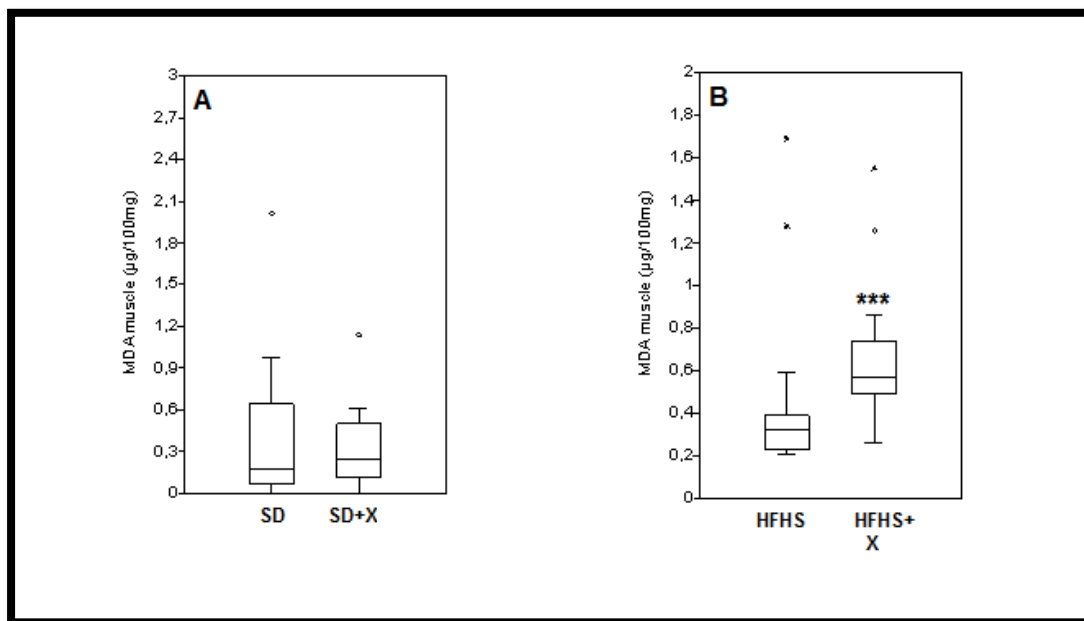 A
MDA muscle (µg/100mg)
3
2,7
2,4
2,1
1,8
1,5
1,2
0,9
0,6
0,3
0
SD
SD+X
B
MDA muscle (µg/100mg)
2
1,8
1,6
1,4
1,2
1
0,8
0,6
0,4
0,2
0
***
HFHS
HFHS+
X